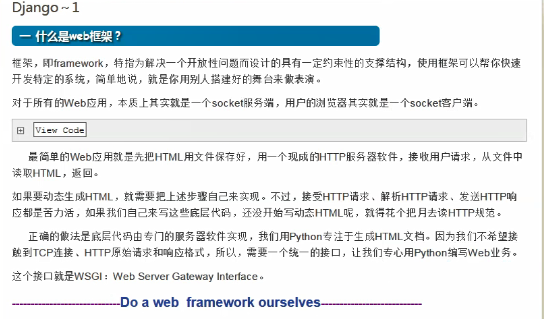 Django~1
一 什么是web框架?
框架,即framework,特指为解决一个开放性问题而设计的具有一定约束性的支撑结构,使用框架可以帮你快速
开发特定的系统,简单地说,就是你用别人搭建好的舞台来做表演。
对于所有的Web应用,本质上其实就是一个socket服务端,用户的浏览器其实就是一个socket客户端。
View Code
最简单的Web应用就是先把HTML用文件保存好,用一个现成的HTTP服务器软件,接收用户请求,从文件中
读取HTML,返回。
如果要动态生成HTML,就需要把上述步骤自己来实现。不过,接受HTTP请求、解析HTTP请求、发送HTTP响
应都是苦力活,如果我们自己来写这些底层代码,还没开始写动态HTML呢,就得花个把月去读HTTP规范。
正确的做法是底层代码由专门的服务器软件实现,我们用Python专注于生成HTML文档。因为我们不希望接
触到TCP连接、HTTP原始请求和响应格式,所以,需要一个统一的接口,让我们专心用Python编写Web业务。
这个接口就是WSGI:Web Server Gateway Interface。
----------------------------Do a web framework ourselves---------------------------